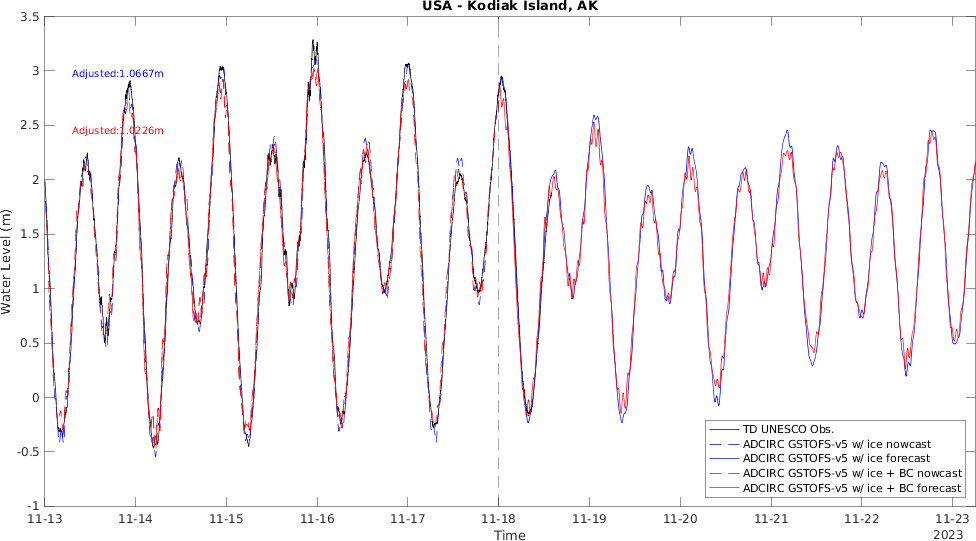 USA - Kodiak Island, AK
Water Level (m)
3.5
3
2.5
2
1.5
1
0.5
0
-0.5
-1
Adjusted:1.0667m
Adjusted:1.0226m
TD UNESCO Obs.
ADCIRC GSTOFS-v5 w/ ice nowcast
ADCIRC GSTOFS-v5 w/ ice forecast
ADCIRC GSTOFS-v5 w/ ice + BC nowcast
ADCIRC GSTOFS-v5 w/ ice + BC forecast
11-13 11-14 11-15 11-16 11-17 11-18 11-19 11-20 11-21 11-22 11-23
Time
2023